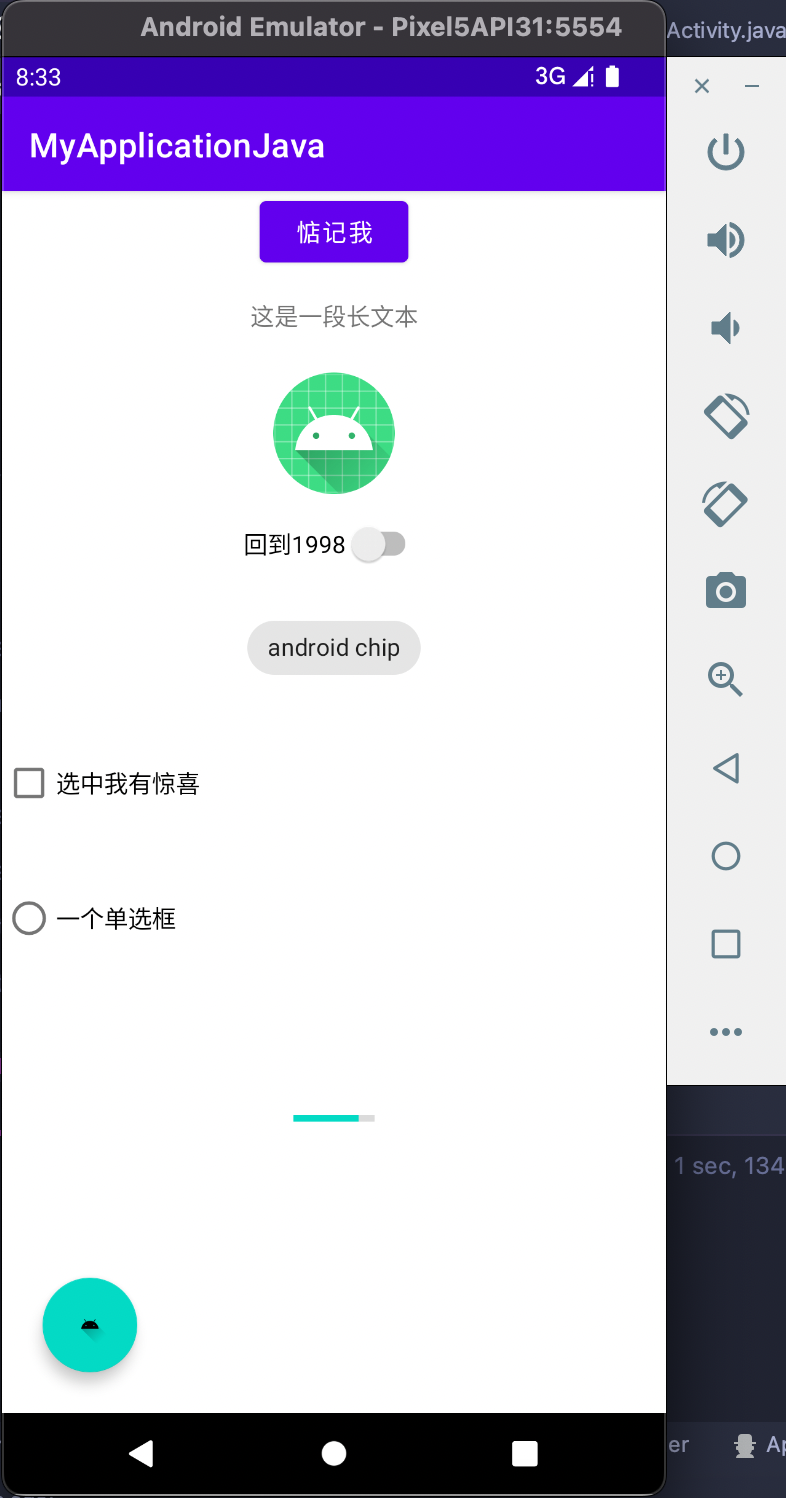 Android Emulator - Pixel5API31:5554
Activity.java
8:33
3G
MyApplicationJava
惦记我
这是一段长文本
回到1998
android chip
选中我有惊喜
一个单选框
1 sec, 134
er
Ap